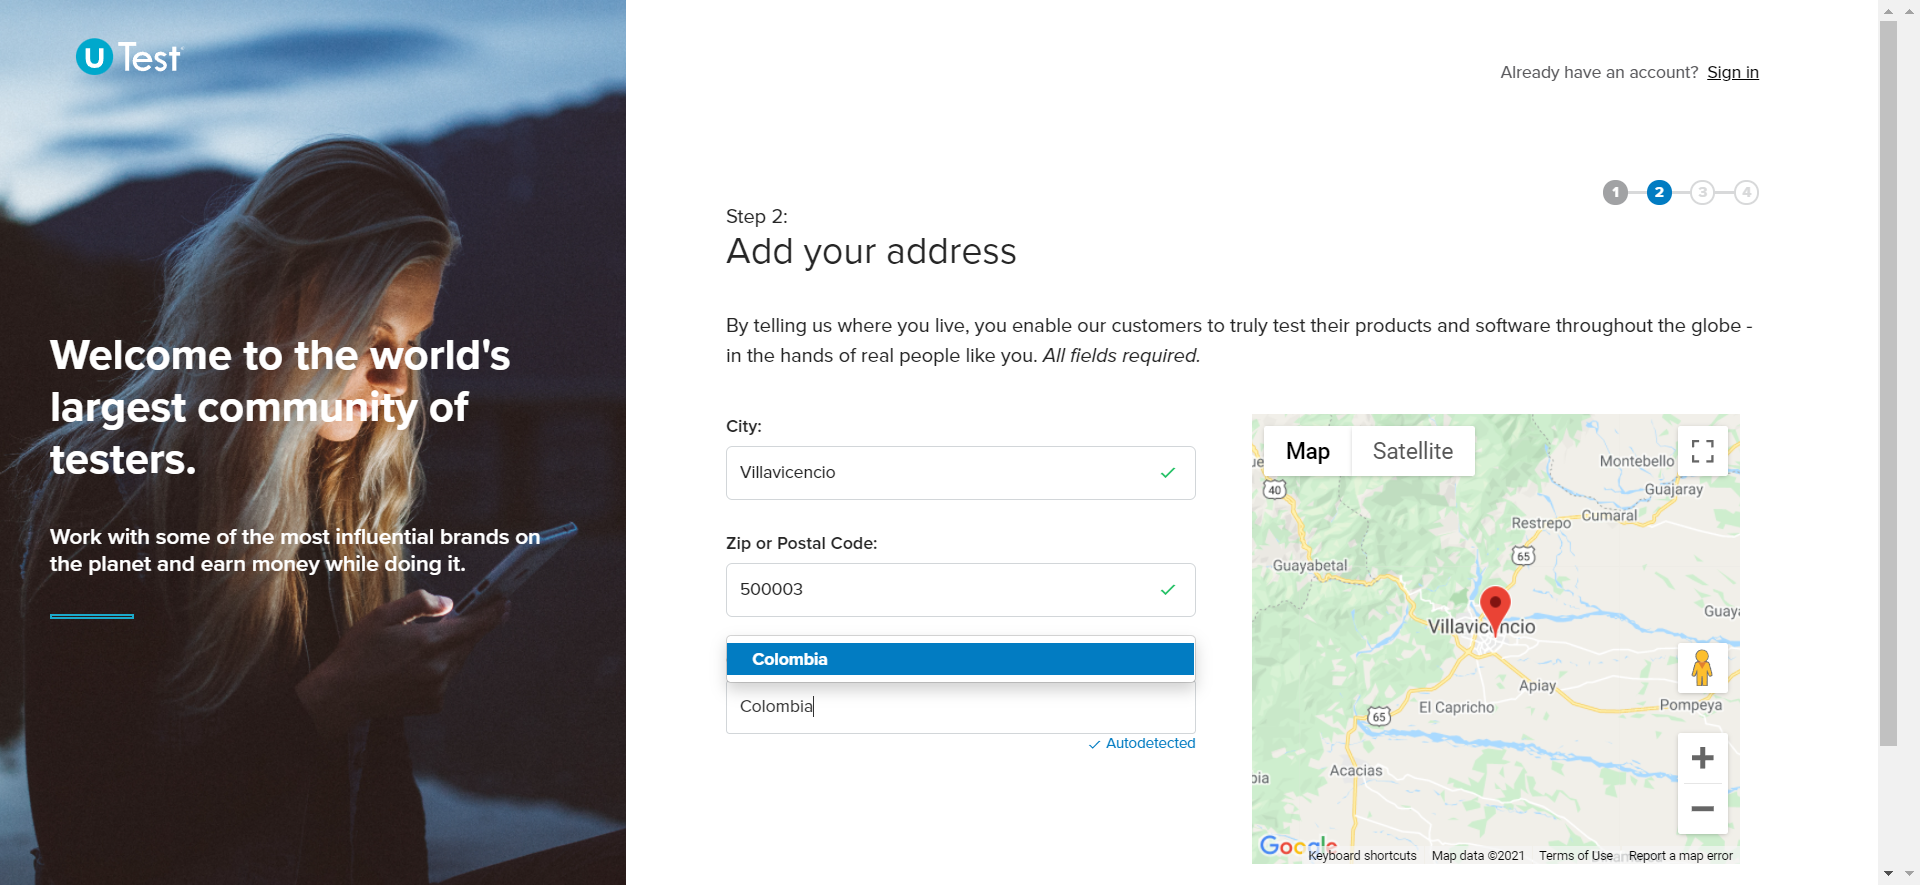 U Test
Already have an account? Sign in
1 2 3 4
Step 2:
Add your address
By telling us where you live, you enable our customers to truly test their products and software throughout the globe -
in the hands of real people like you. All fields required.
Welcome to the world's
largest community of
testers.
Work with some of the most influential brands on
the planet and earn money while doing it.
City:
Villavicencio
Zip or Postal Code:
500003
Colombia
Colombia
Autodetected
Map Satellite
Montebello
40
Guajaray
Cumaral
Restrepo
65
Guayabetal
Villavicencio
Apiay
El Capricho
Pompeya
65
Acacias
Google
Keyboard shortcuts Map data ©2021 Terms of Use Report a map error